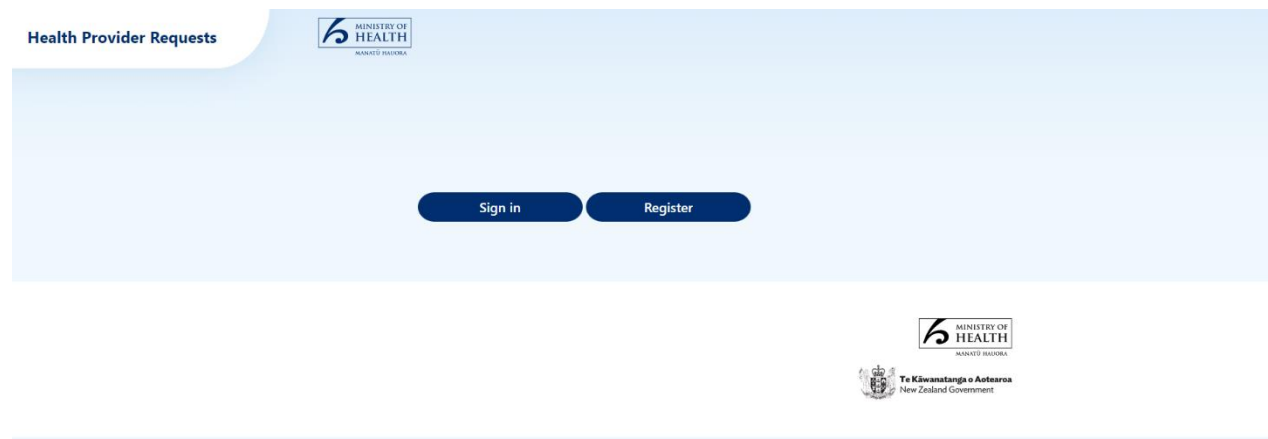 Health Provider Requests
MINISTRY OF
HEALTH
MANATŪ HAUORA
Sign in
Register
MINISTRY OF
HEALTH
MANATŪ HAUORA
Te Kāwanatanga o Aotearoa
New Zealand Government